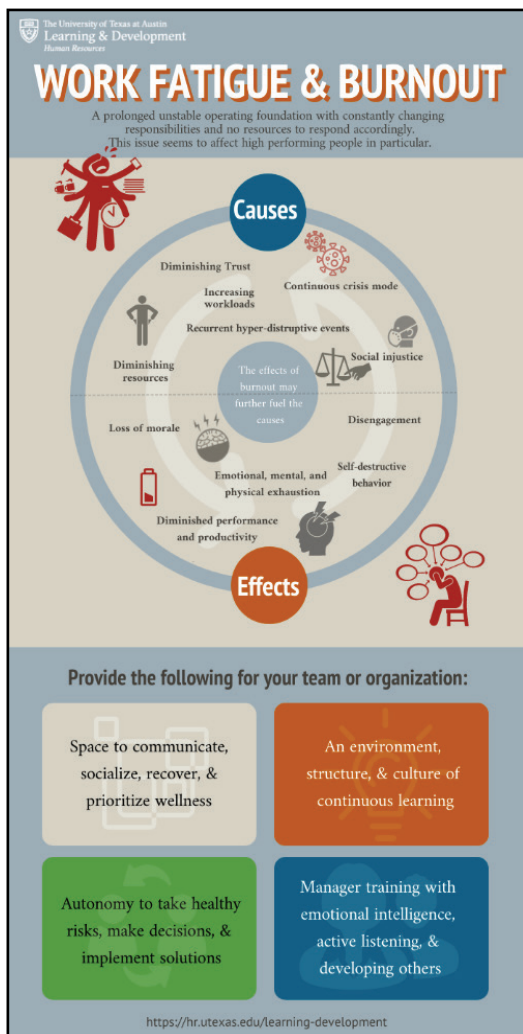 The University of Texas at Austin
Learning & Development
Human Resources
WORK FATIGUE & BURNOUT
A prolonged unstable operating foundation with constantly changing
responsibilities and no resources to respond accordingly.
This issue seems to affect high performing people in particular.
Causes
Diminishing Trust
Continuous crisis mode
Increasing
workloads
Recurrent hyper-distruptive events
Social injustice
Diminishing
resources
The effects of
burnout may
further fuel the
causes
Loss of morale
Disengagement
Emotional, mental, and
physical exhaustion
Self-destructive
behavior
Diminished performance
and productivity
Effects
Provide the following for your team or organization:
Space to communicate,
socialize, recover, &
prioritize wellness
An environment,
structure, & culture of
continuous learning
Autonomy to take healthy
risks, make decisions, &
implement solutions
Manager training with
emotional intelligence,
active listening, &
developing others
https://hr.utexas.edu/learning-development